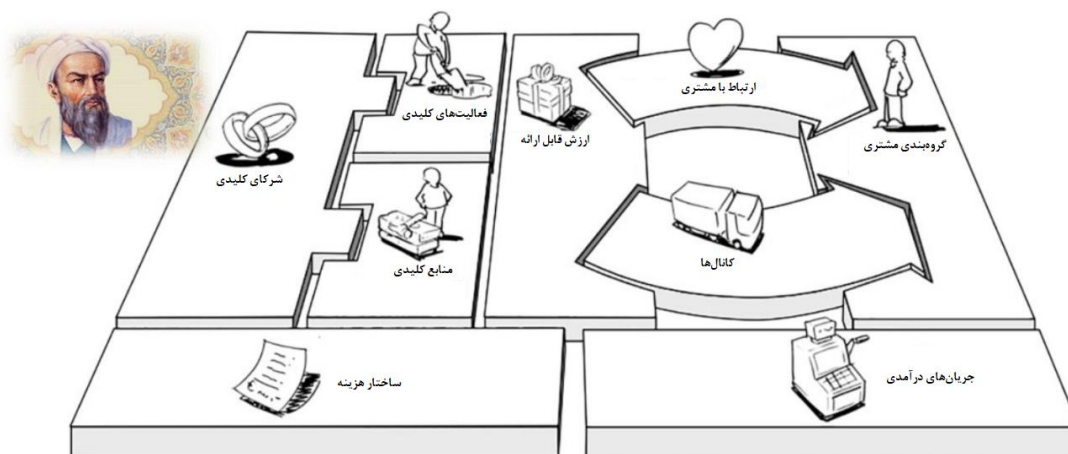 ارتباط با مشتری
فعالیت‌های کلیدی
ارزش قابل ارائه
گروه‌بندی مشتری
شرکای کلیدی
منابع کلیدی
کانال‌ها
ساختار هزینه
جریان‌های درآمدی